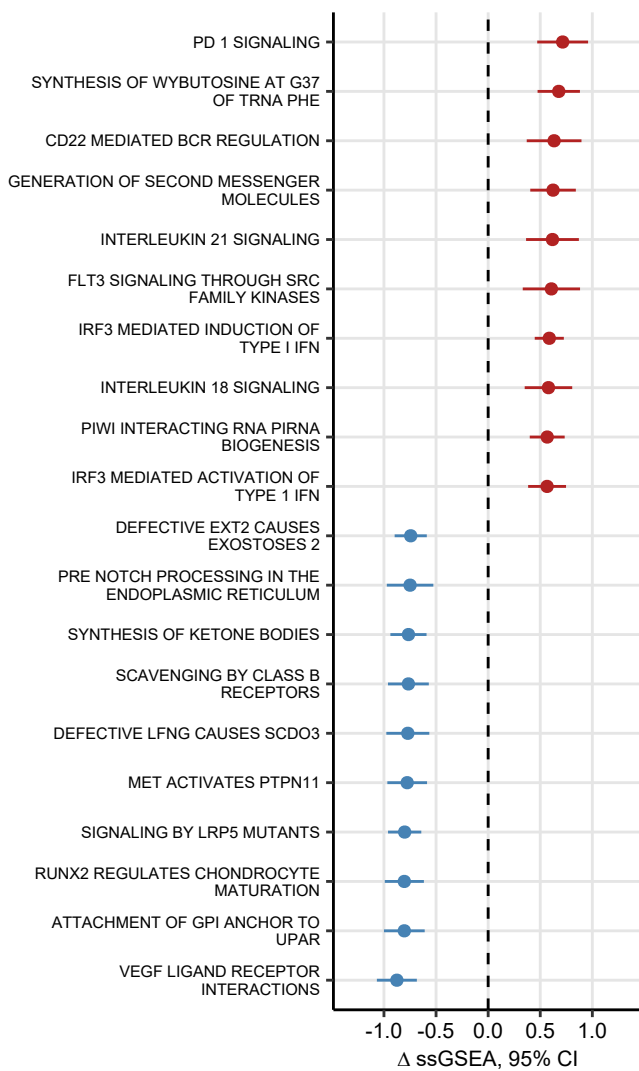 PD 1 SIGNALING
SYNTHESIS OF WYBUTOSINE AT G37
OF TRNA PHE
CD22 MEDIATED BCR REGULATION
GENERATION OF SECOND MESSENGER
MOLECULES
INTERLEUKIN 21 SIGNALING
FLT3 SIGNALING THROUGH SRC
FAMILY KINASES
IRF3 MEDIATED INDUCTION OF
TYPE I IFN
INTERLEUKIN 18 SIGNALING
PIWI INTERACTING RNA PIRNA
BIOGENESIS
IRF3 MEDIATED ACTIVATION OF
TYPE 1 IFN
DEFECTIVE EXT2 CAUSES
EXOSTOSES 2
PRE NOTCH PROCESSING IN THE
ENDOPLASMIC RETICULUM
SYNTHESIS OF KETONE BODIES
SCAVENGING BY CLASS B
RECEPTORS
DEFECTIVE LFNG CAUSES SCDO3
MET ACTIVATES PTPN11
SIGNALING BY LRP5 MUTANTS
RUNX2 REGULATES CHONDROCYTE
MATURATION
ATTACHMENT OF GPI ANCHOR TO
UPAR
VEGF LIGAND RECEPTOR
INTERACTIONS
-1.0 -0.5 0.0 0.5 1.0
Δ ssGSEA, 95% CI